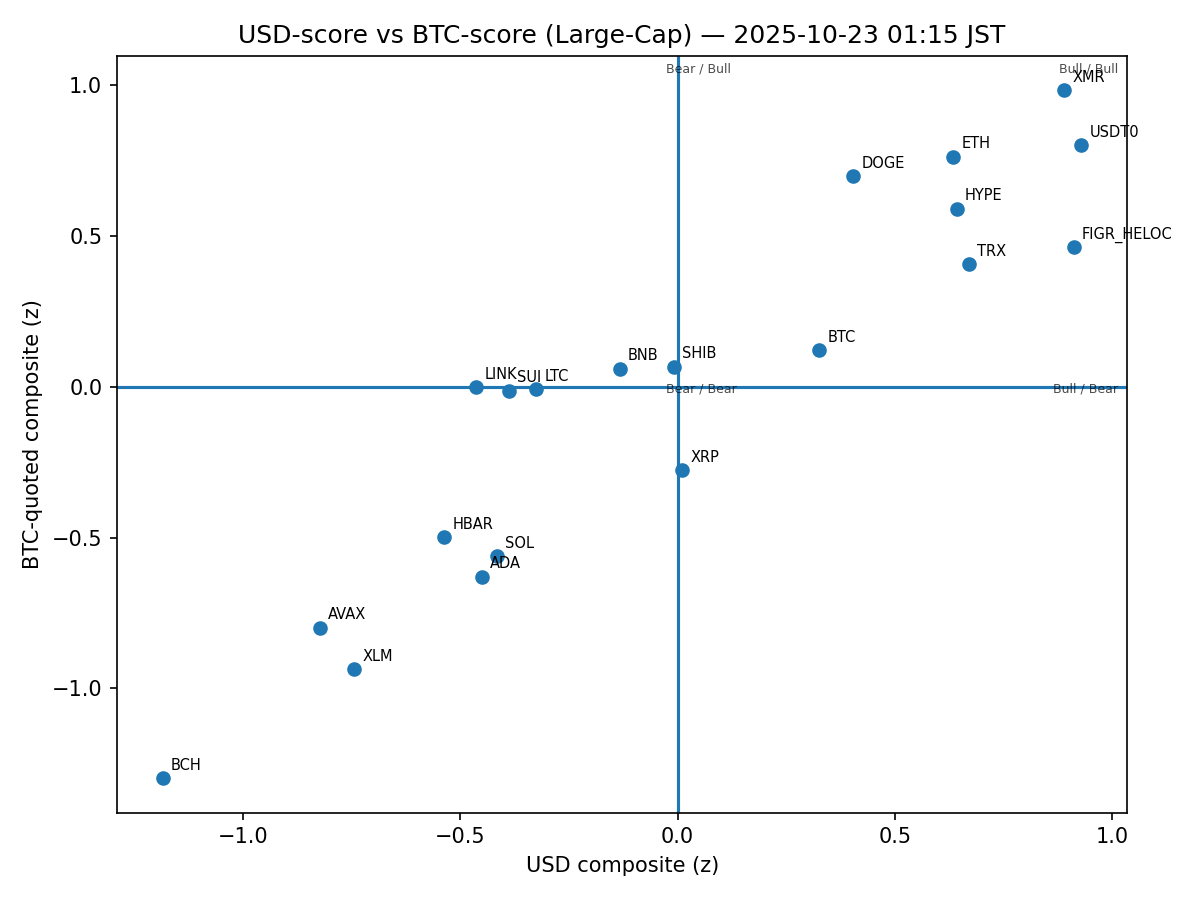 USD-score vs BTC-score (Large-Cap) — 2025-10-23 01:15 JST
Bear / Bull
Bull / Bull
XMR
USDT0
ETH
DOGE
HYPE
FIGR_HELOC
TRX
BTC
SHIB
BNB
LINK
SUI
LTC
Bear / Bear
Bull / Bear
XRP
HBAR
SOL
ADA
AVAX
XLM
BCH
1.0
0.5
0.0
−0.5
−1.0
BTC-quoted composite (z)
−1.0
−0.5
0.0
0.5
1.0
USD composite (z)